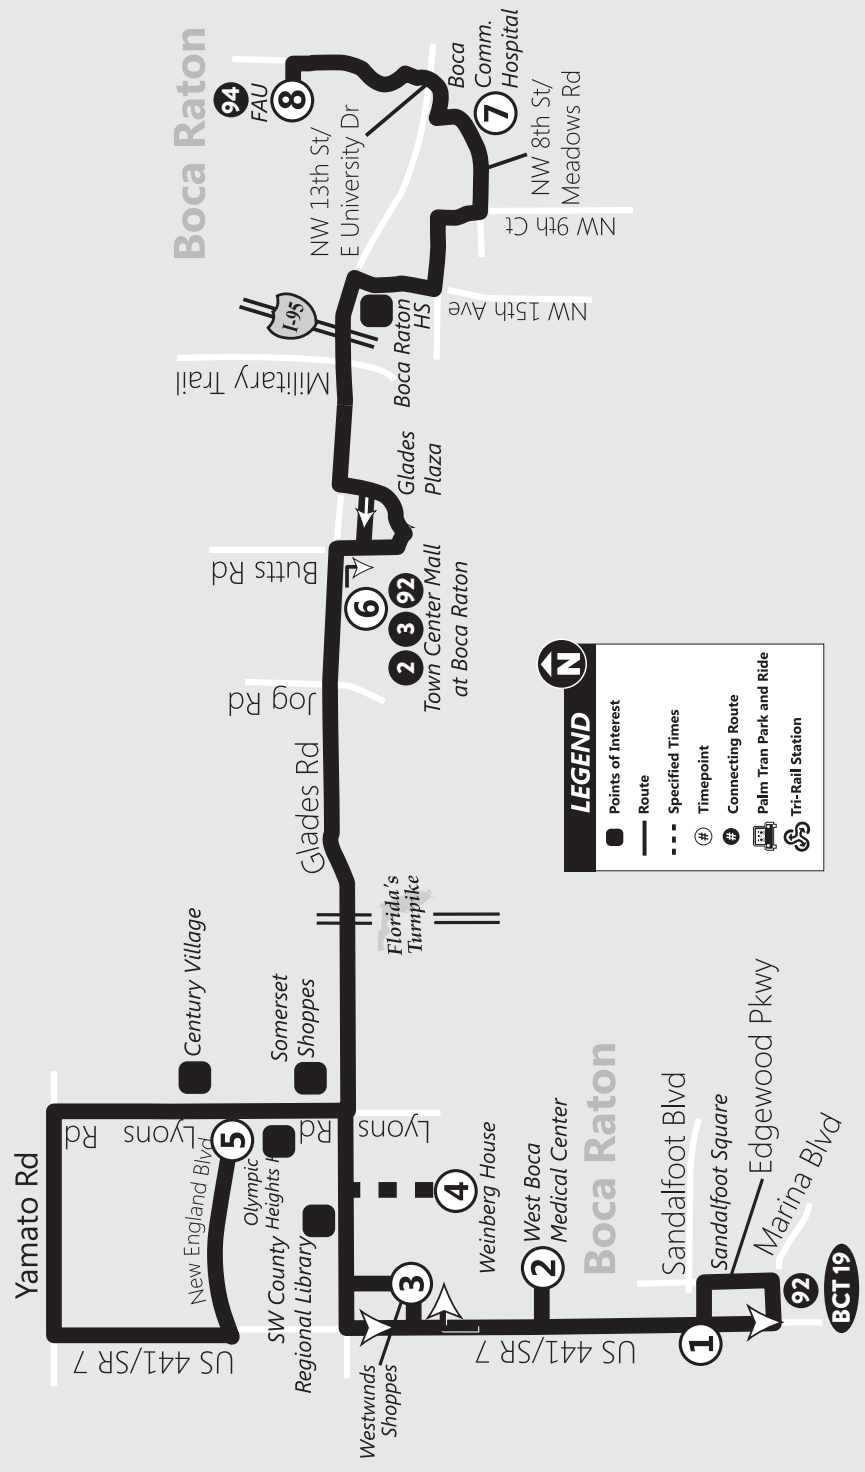 Boca Raton
94
FAU
8
NW 13th St/
E University Dr
Boca
Comm.
Hospital
7
NW 8th St/
Meadows Rd
NW 9th Ct
NW 15th Ave
I-95
Boca Raton
HS
Military Trail
Glades
Plaza
Butts Rd
6
2
3
92
Town Center Mall
at Boca Raton
Jog Rd
Glades Rd
Florida's
Turnpike
Century Village
Somerset
Shoppes
Yamato Rd
Lyons Rd
Lyons Rd
New England Blvd
5
Olympic
Heights H
SW County
Regional Library
US 441/SR 7
4
Weinberg House
3
Westwinds
Shoppes
2
West Boca
Medical Center
US 441/SR 7
Boca Raton
Sandalfoot Blvd
Sandalfoot Square
Edgewood Pkwy
Marina Blvd
1
92
BCT 19
N
LEGEND
Points of Interest
Route
Specified Times
# Timepoint
# Connecting Route
Palm Tran Park and Ride
Tri-Rail Station